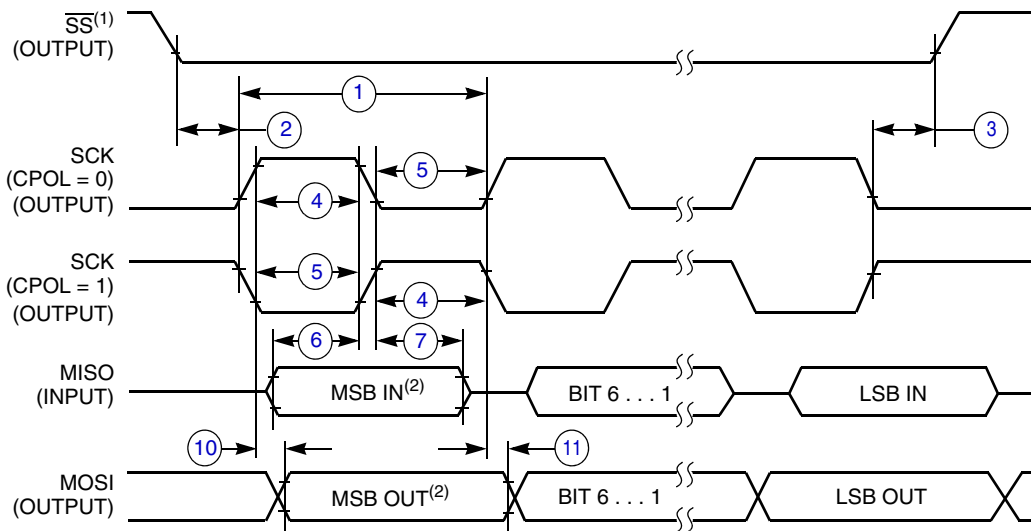 SS(1)
(OUTPUT)
1
2
3
SCK
(CPOL = 0)
(OUTPUT)
5
4
SCK
(CPOL = 1)
(OUTPUT)
5
4
6
7
MISO
(INPUT)
MSB IN(2)
BIT 6 . . . 1
LSB IN
10
11
MOSI
(OUTPUT)
MSB OUT(2)
BIT 6 . . . 1
LSB OUT